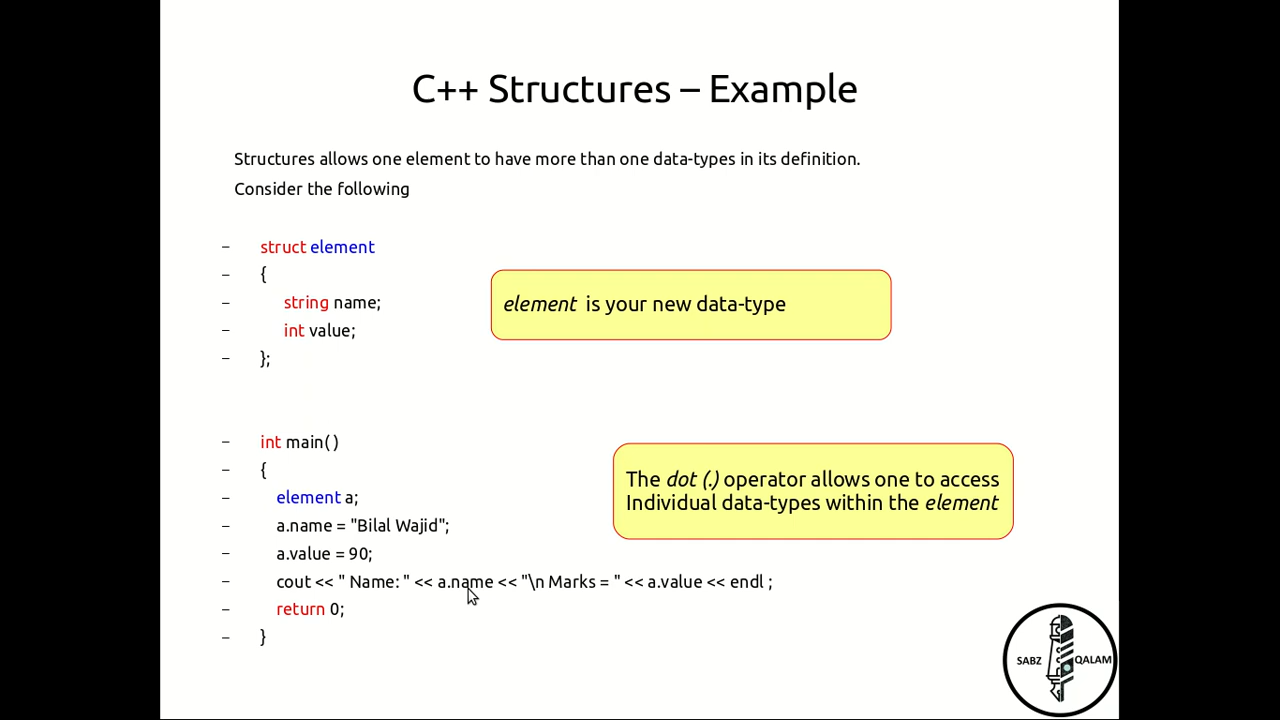 C++ Structures – Example
Structures allows one element to have more than one data-types in its definition.
Consider the following
– struct element
– {
– string name;
– int value;
– };
element is your new data-type
– int main( )
– {
– element a;
– a.name = "Bilal Wajid";
– a.value = 90;
– cout << " Name: " << a.name << "\n Marks = " << a.value << endl ;
– return 0;
– }
The dot (.) operator allows one to access
Individual data-types within the element
SABZ QALAM